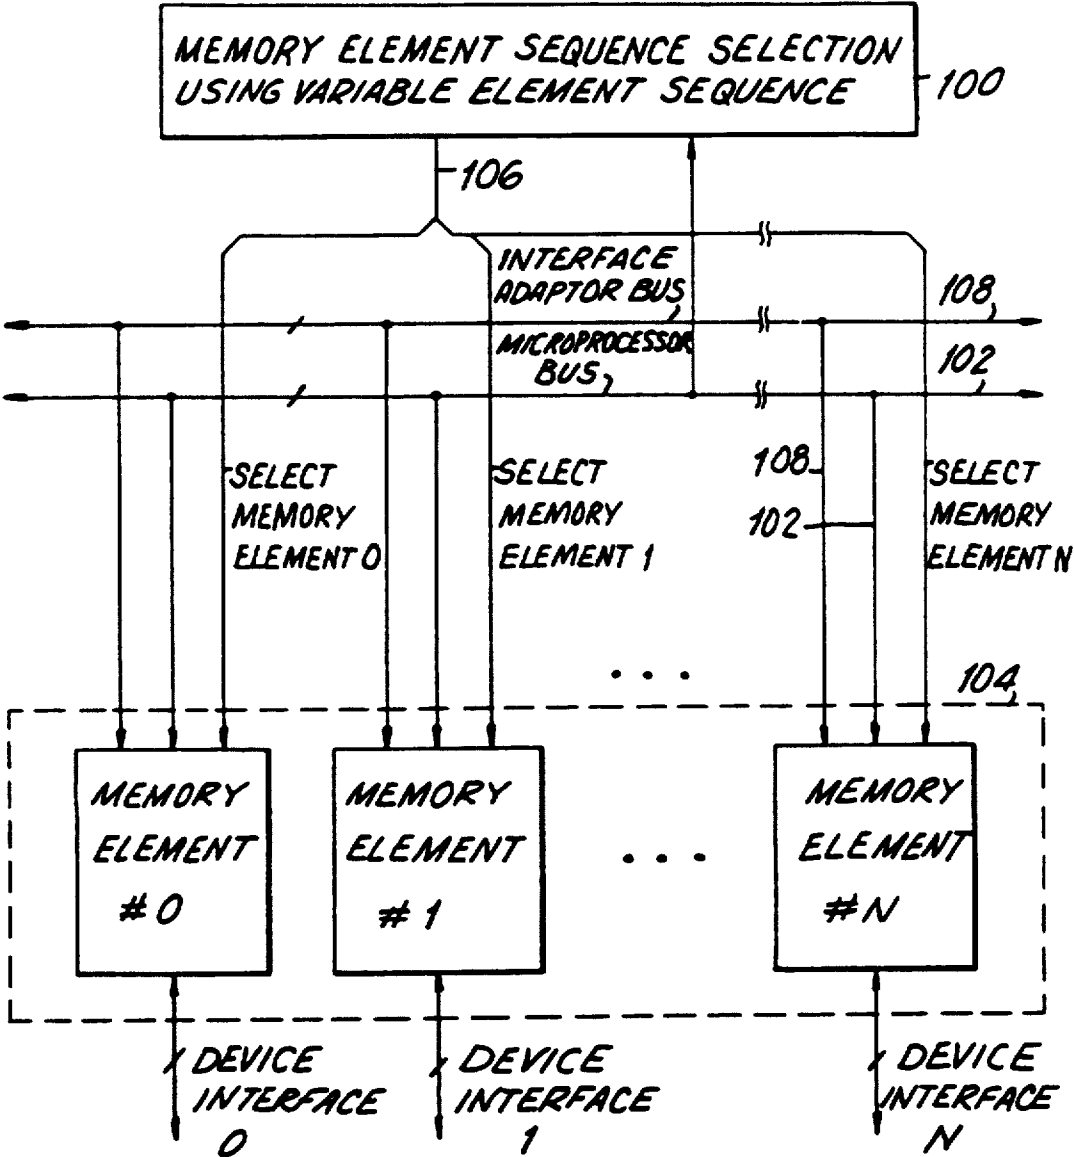 MEMORY ELEMENT SEQUENCE SELECTION
USING VARIABLE ELEMENT SEQUENCE
100
106
INTERFACE
ADAPTOR BUS
108
MICROPROCESSOR
BUS
102
SELECT
MEMORY
ELEMENT 0
SELECT
MEMORY
ELEMENT 1
108
102
SELECT
MEMORY
ELEMENT N
104
MEMORY
ELEMENT
#0
MEMORY
ELEMENT
#1
MEMORY
ELEMENT
#N
DEVICE
INTERFACE
0
DEVICE
INTERFACE
1
DEVICE
INTERFACE
N